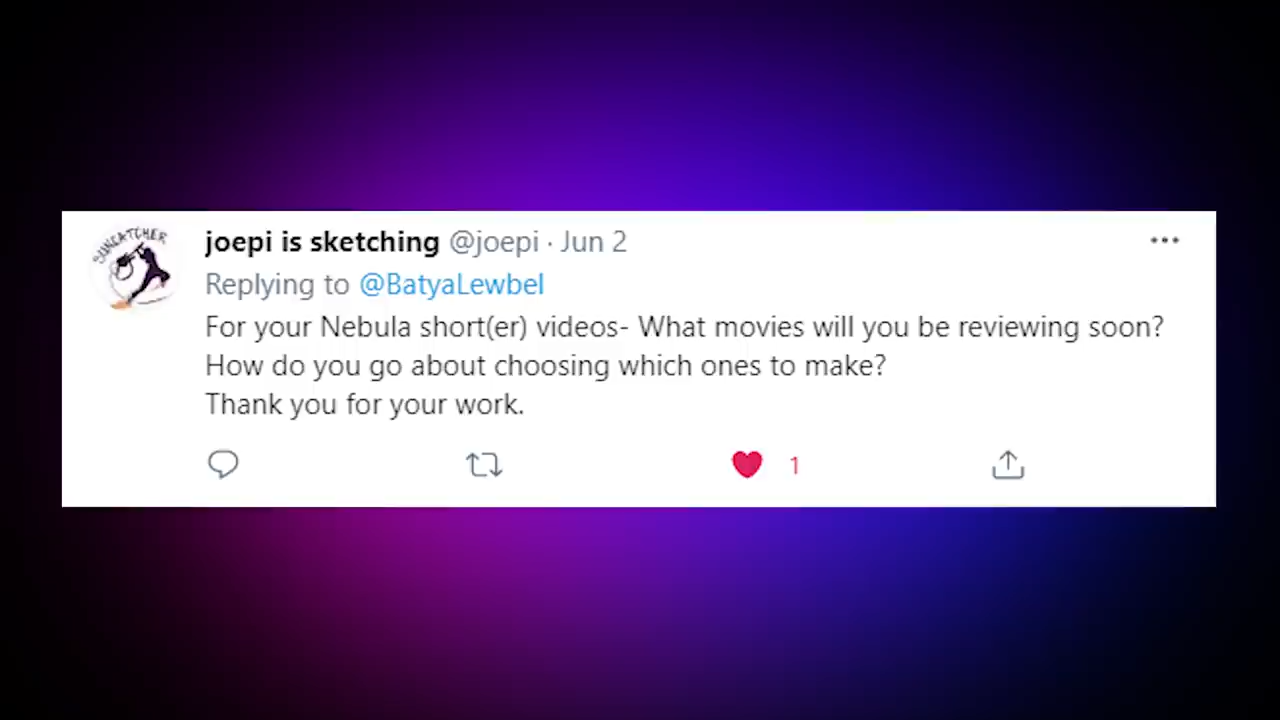 SUNCATCHER
joepi is sketching @joepi · Jun 2
Replying to @BatyaLewbel
For your Nebula short(er) videos- What movies will you be reviewing soon?
How do you go about choosing which ones to make?
Thank you for your work.
1